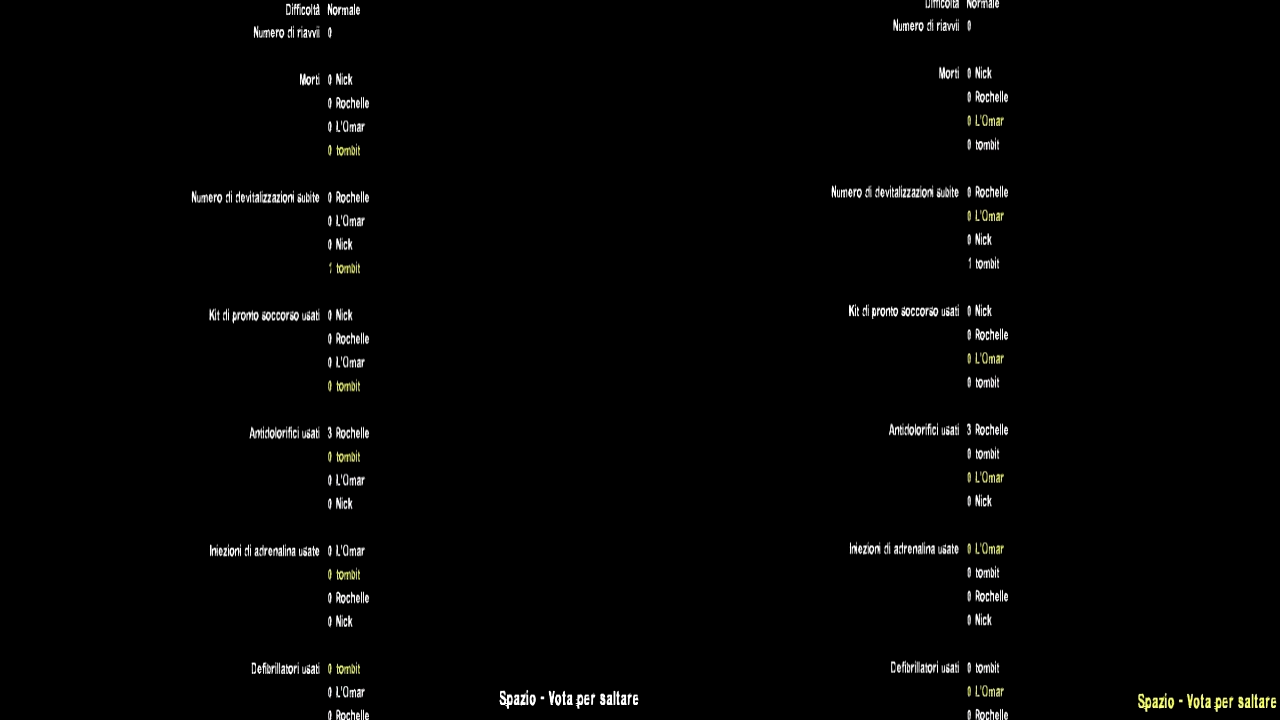 Difficoltà Normale
Numero di riavvii 0
Morti 0 Nick
0 Rochelle
0 L'Omar
0 tombit
Numero di devitalizzazioni subite 0 Rochelle
0 L'Omar
0 Nick
1 tombit
Kit di pronto soccorso usati 0 Nick
0 Rochelle
0 L'Omar
0 tombit
Antidolorifici usati 3 Rochelle
0 tombit
0 L'Omar
0 Nick
Iniezioni di adrenalina usate 0 L'Omar
0 tombit
0 Rochelle
0 Nick
Defibrillatori usati 0 tombit
0 L'Omar
0 Rochelle
Spazio - Vota per saltare
Difficoltà Normale
Numero di riavvii 0
Morti 0 Nick
0 Rochelle
0 L'Omar
0 tombit
Numero di devitalizzazioni subite 0 Rochelle
0 L'Omar
0 Nick
1 tombit
Kit di pronto soccorso usati 0 Nick
0 Rochelle
0 L'Omar
0 tombit
Antidolorifici usati 3 Rochelle
0 tombit
0 L'Omar
0 Nick
Iniezioni di adrenalina usate 0 L'Omar
0 tombit
0 Rochelle
0 Nick
Defibrillatori usati 0 tombit
0 L'Omar
0 Rochelle
Spazio - Vota per saltare